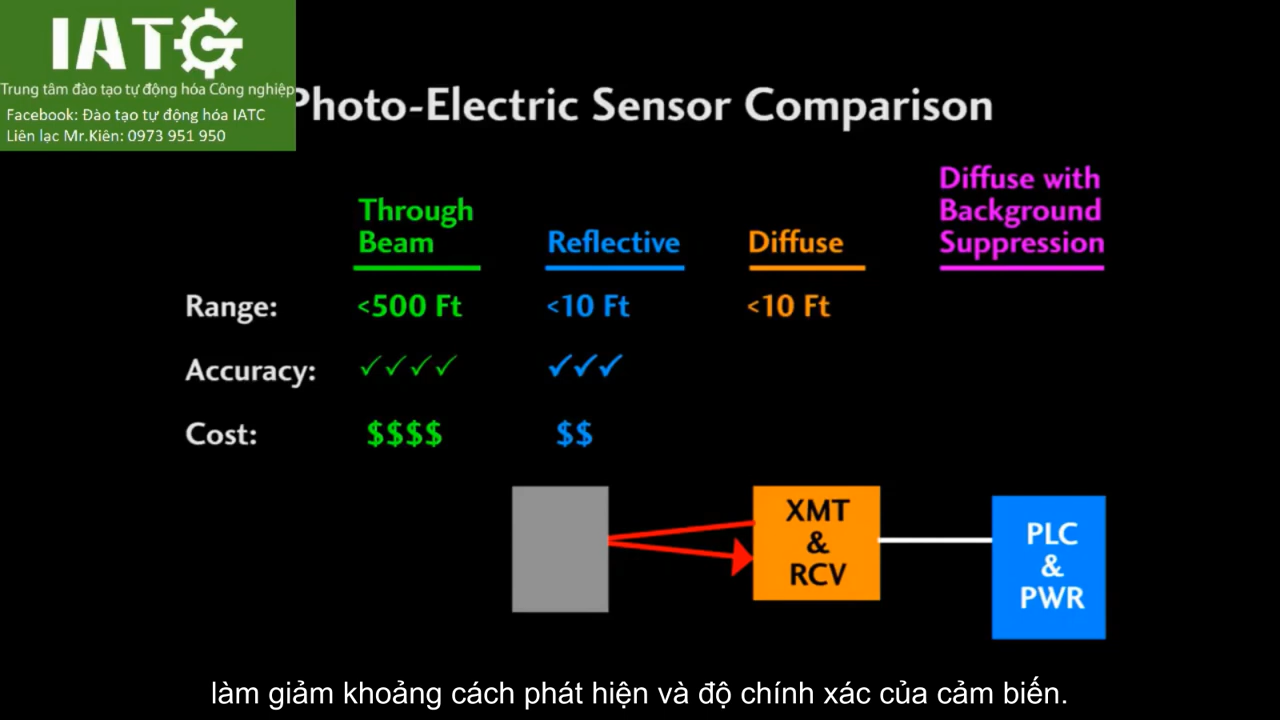 IATC
Trung tâm đào tạo tự động hóa Công nghiệp
Facebook: Đào tạo tự động hóa IATC
Liên lạc Mr.Kiên: 0973 951 950
Photo-Electric Sensor Comparison
Through
Beam
Reflective
Diffuse
Diffuse with
Background
Suppression
Range: <500 Ft <10 Ft <10 Ft
Accuracy: ✓✓✓✓ ✓✓✓
Cost: $$$$ $$
XMT
&
RCV
PLC
&
PWR
làm giảm khoảng cách phát hiện và độ chính xác của cảm biến.